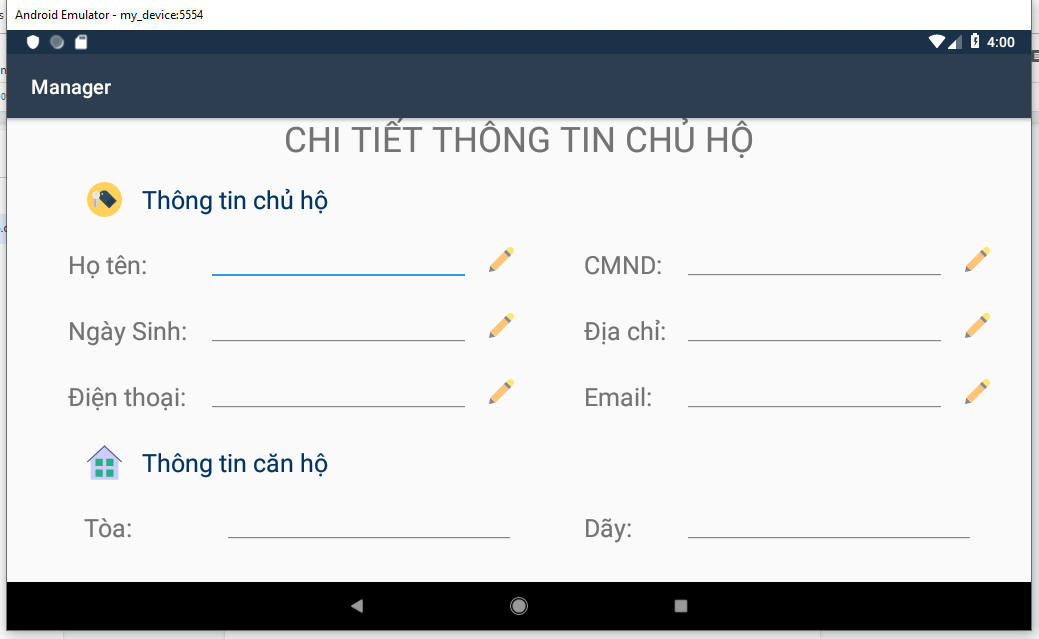 Android Emulator - my_device:5554
4:00
Manager
CHI TIẾT THÔNG TIN CHỦ HỘ
Thông tin chủ hộ
Họ tên: CMND:
Ngày Sinh: Địa chỉ:
Điện thoại: Email:
Thông tin căn hộ
Tòa: Dãy: